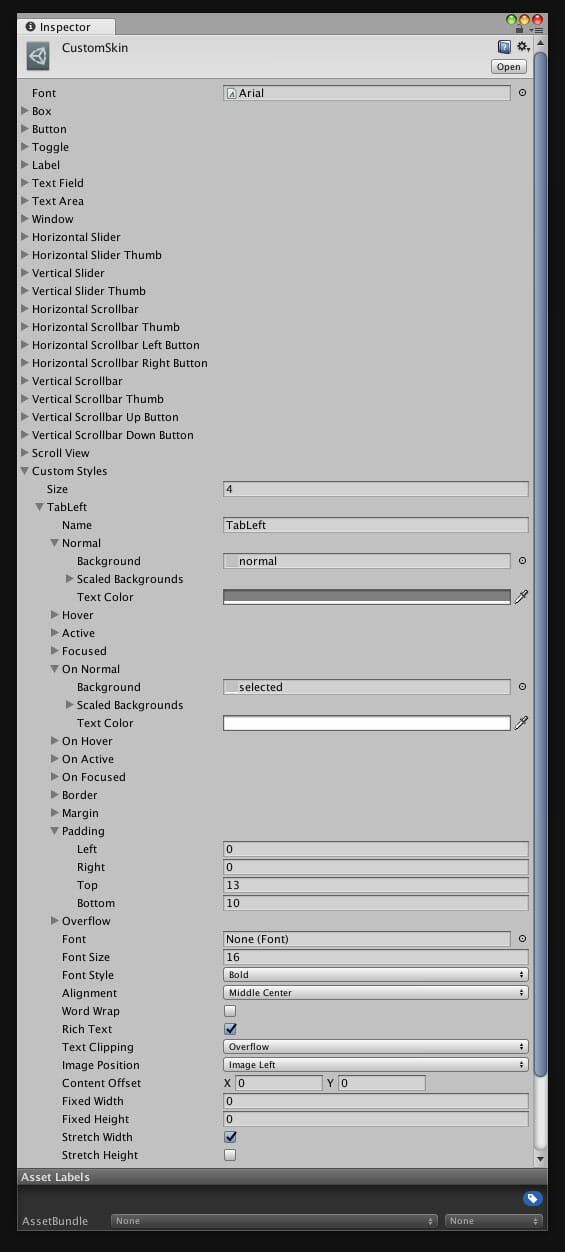 Inspector
CustomSkin
Open
Font Arial
Box
Button
Toggle
Label
Text Field
Text Area
Window
Horizontal Slider
Horizontal Slider Thumb
Vertical Slider
Vertical Slider Thumb
Horizontal Scrollbar
Horizontal Scrollbar Thumb
Horizontal Scrollbar Left Button
Horizontal Scrollbar Right Button
Vertical Scrollbar
Vertical Scrollbar Thumb
Vertical Scrollbar Up Button
Vertical Scrollbar Down Button
Scroll View
Custom Styles
Size 4
TabLeft
Name TabLeft
Normal
Background normal
Scaled Backgrounds
Text Color
Hover
Active
Focused
On Normal
Background selected
Scaled Backgrounds
Text Color
On Hover
On Active
On Focused
Border
Margin
Padding
Left 0
Right 0
Top 13
Bottom 10
Overflow
Font None (Font)
Font Size 16
Font Style Bold
Alignment Middle Center
Word Wrap
Rich Text
Text Clipping Overflow
Image Position Image Left
Content Offset X 0 Y 0
Fixed Width 0
Fixed Height 0
Stretch Width
Stretch Height
Asset Labels
AssetBundle None None